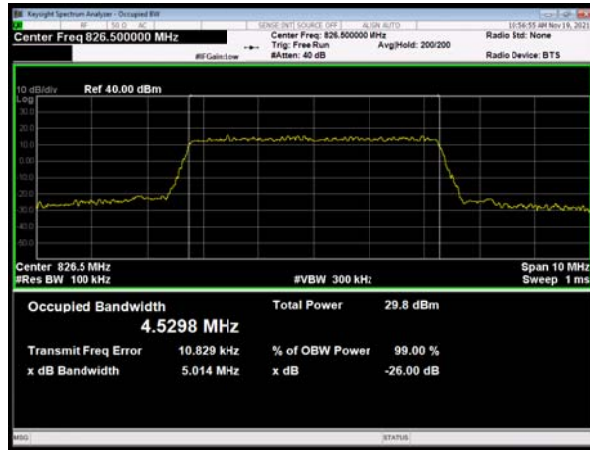 Keysight Spectrum Analyzer - Occupied BW
RF 50 Ω AC SENSE:INT SOURCE OFF ALIGN AUTO 10:56:55 AM Nov 19, 2021
Center Freq 826.500000 MHz Center Freq: 826.500000 MHz Radio Std: None
Trig: Free Run Avg|Hold: 200/200
#IFGain:Low #Atten: 40 dB Radio Device: BTS
10 dB/div Ref 40.00 dBm
Log
30.0
20.0
10.0
0.00
-10.0
-20.0
-30.0
-40.0
-50.0
Center 826.5 MHz Span 10 MHz
#Res BW 100 kHz #VBW 300 kHz Sweep 1 ms
Occupied Bandwidth Total Power 29.8 dBm
4.5298 MHz
Transmit Freq Error 10.829 kHz % of OBW Power 99.00 %
x dB Bandwidth 5.014 MHz x dB -26.00 dB
MSG STATUS